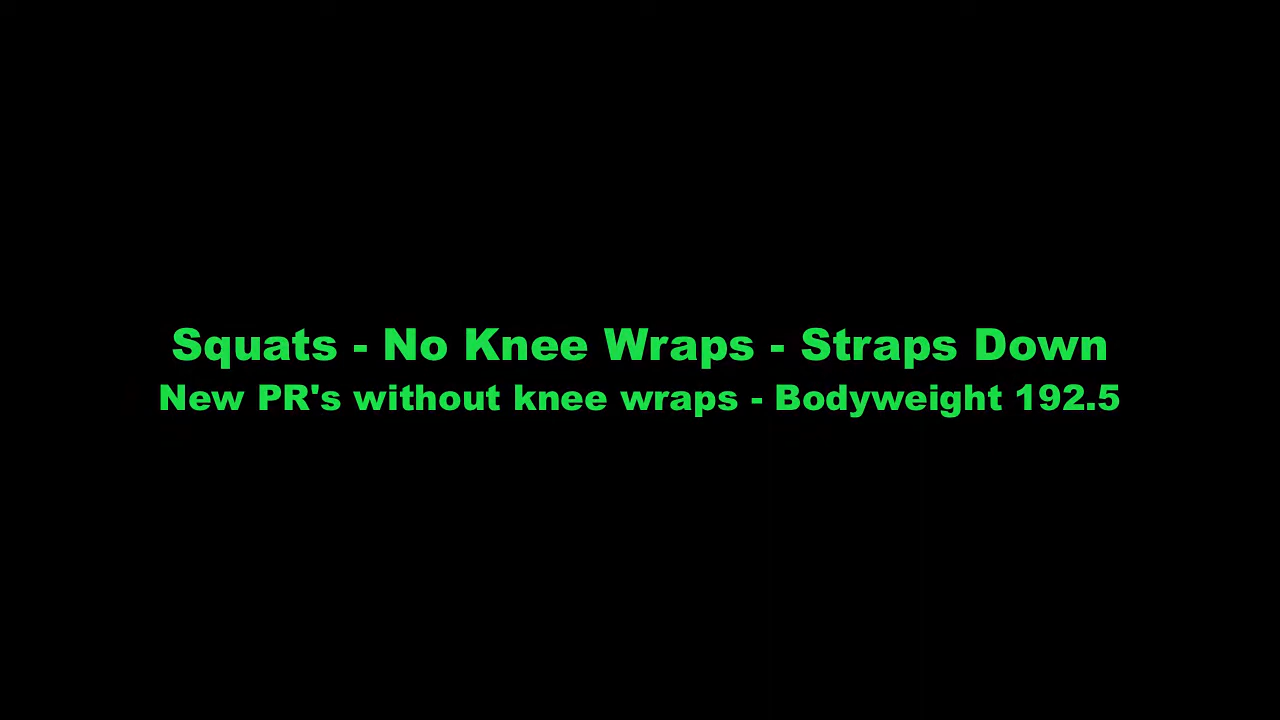 Squats - No Knee Wraps - Straps Down
New PR's without knee wraps - Bodyweight 192.5